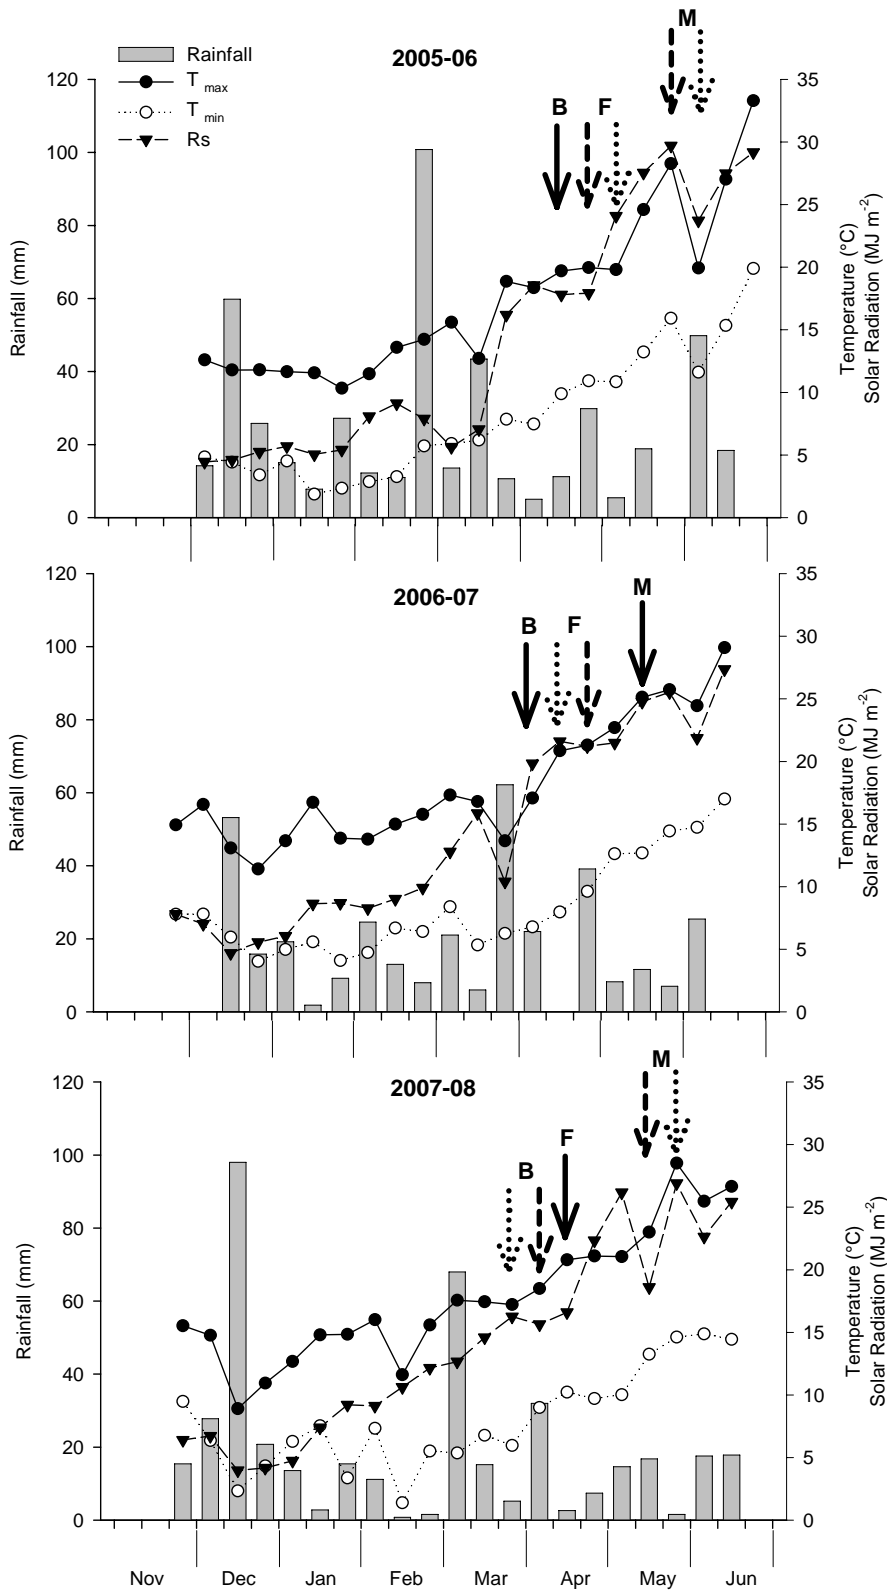 M
Rainfall
2005-06
T max
T min
Rs
B F
120 35
100 30
80 25
60 20
40 15
20 10
0 5
0
Rainfall (mm)
Temperature (°C)
Solar Radiation (MJ m-2)
2006-07
M
B F
120 35
100 30
80 25
60 20
40 15
20 10
0 5
0
Rainfall (mm)
Temperature (°C)
Solar Radiation (MJ m-2)
M
2007-08
F
B
120 35
100 30
80 25
60 20
40 15
20 10
0 5
0
Rainfall (mm)
Temperature (°C)
Solar Radiation (MJ m-2)
Nov Dec Jan Feb Mar Apr May Jun